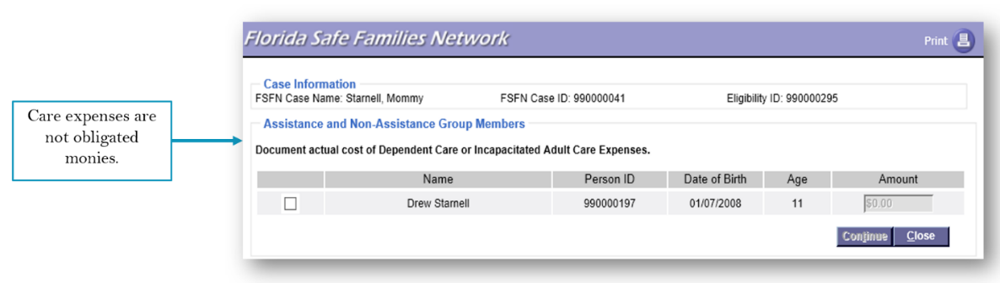 Florida Safe Families Network
Print
Case Information
FSFN Case Name: Starnell, Mommy FSFN Case ID: 990000041 Eligibility ID: 990000295
Care expenses are
not obligated
monies.
Assistance and Non-Assistance Group Members
Document actual cost of Dependent Care or Incapacitated Adult Care Expenses.
Name Person ID Date of Birth Age Amount
Drew Starnell 990000197 01/07/2008 11 $0.00
Continue Close